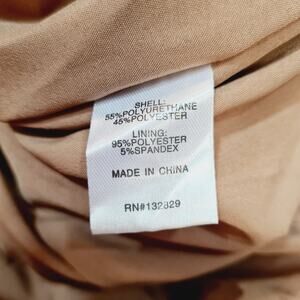 SHELL:
55%POLYURETHANE
45%POLYESTER
LINING:
95%POLYESTER
5%SPANDEX
MADE IN CHINA
RN#132829